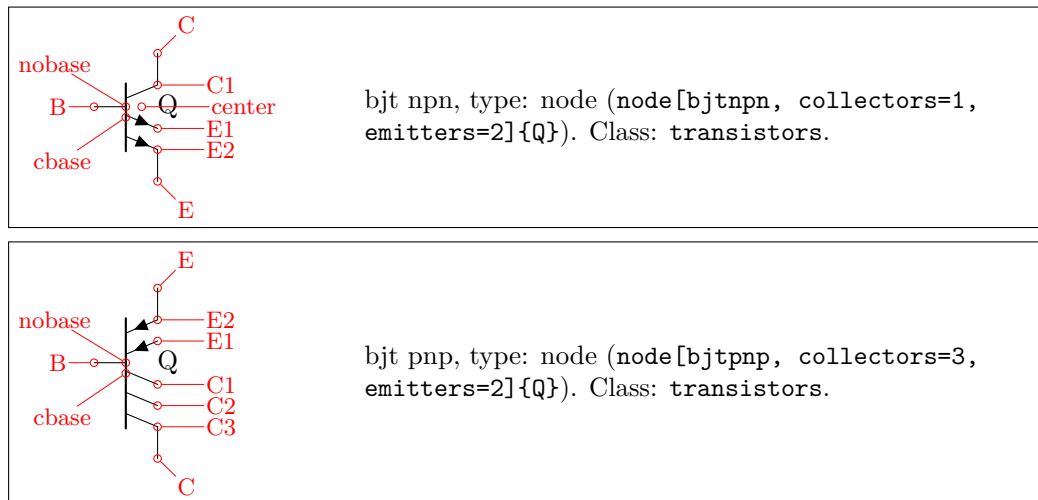 C
nobase
C1
B
Q
center
E1
E2
cbase
E
bjt npn, type: node (node[bjtnpn, collectors=1,
emitters=2]{Q}). Class: transistors.
E
E2
nobase
E1
B
Q
C1
C2
cbase
C3
C
bjt pnp, type: node (node[bjtpnp, collectors=3,
emitters=2]{Q}). Class: transistors.